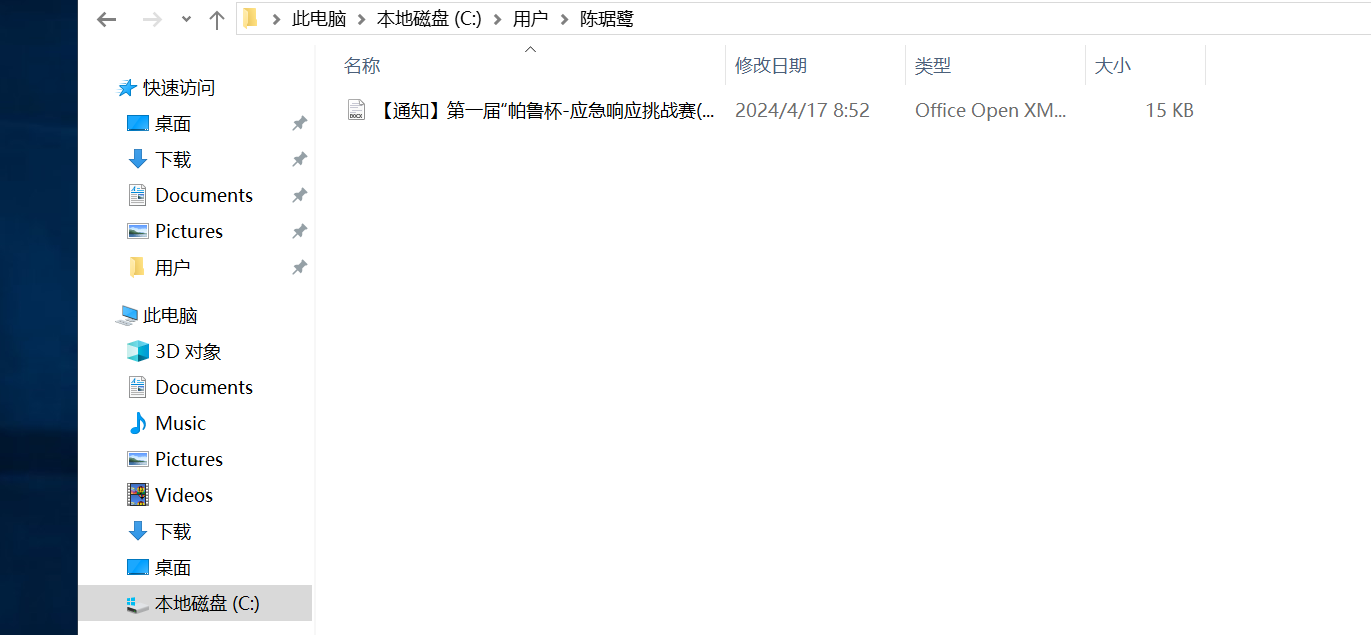 此电脑 本地磁盘 (C:) 用户 陈琚鹭
名称 修改日期 类型 大小
【通知】第一届“帕鲁杯-应急响应挑战赛(... 2024/4/17 8:52 Office Open XM... 15 KB
快速访问
桌面
下载
Documents
Pictures
用户
此电脑
3D 对象
Documents
Music
Pictures
Videos
下载
桌面
本地磁盘 (C:)